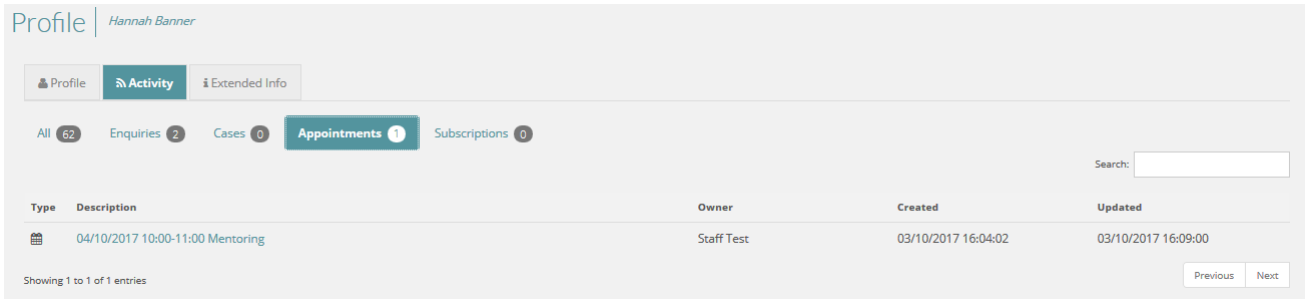 Profile Hannah Banner
Profile Activity Extended Info
All 62 Enquiries 2 Cases 0 Appointments 1 Subscriptions 0
Search:
Type Description Owner Created Updated
04/10/2017 10:00-11:00 Mentoring Staff Test 03/10/2017 16:04:02 03/10/2017 16:09:00
Showing 1 to 1 of 1 entries Previous Next